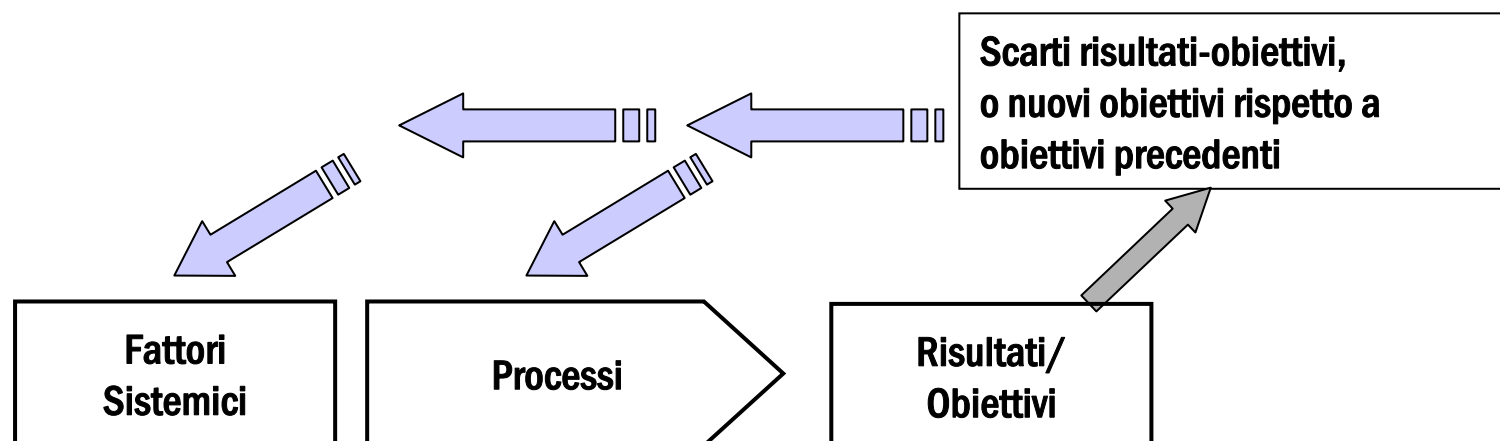 Scarti risultati-obiettivi,
o nuovi obiettivi rispetto a
obiettivi precedenti
Fattori
Sistemici
Processi
Risultati/
Obiettivi